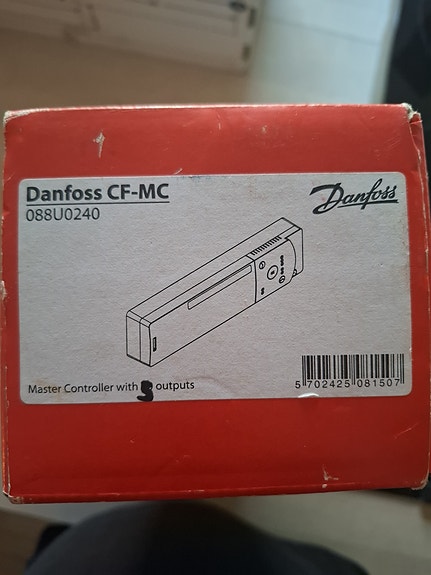 Danfoss CF-MC
088U0240
Danfoss
Master Controller with outputs
5 702425 081507